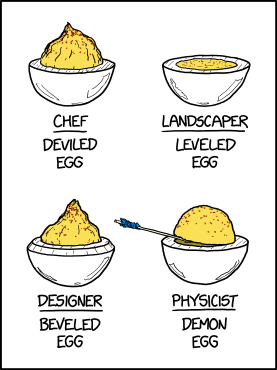 CHEF
DEVILED
EGG
LANDSCAPER
LEVELED
EGG
DESIGNER
BEVELED
EGG
PHYSICIST
DEMON
EGG